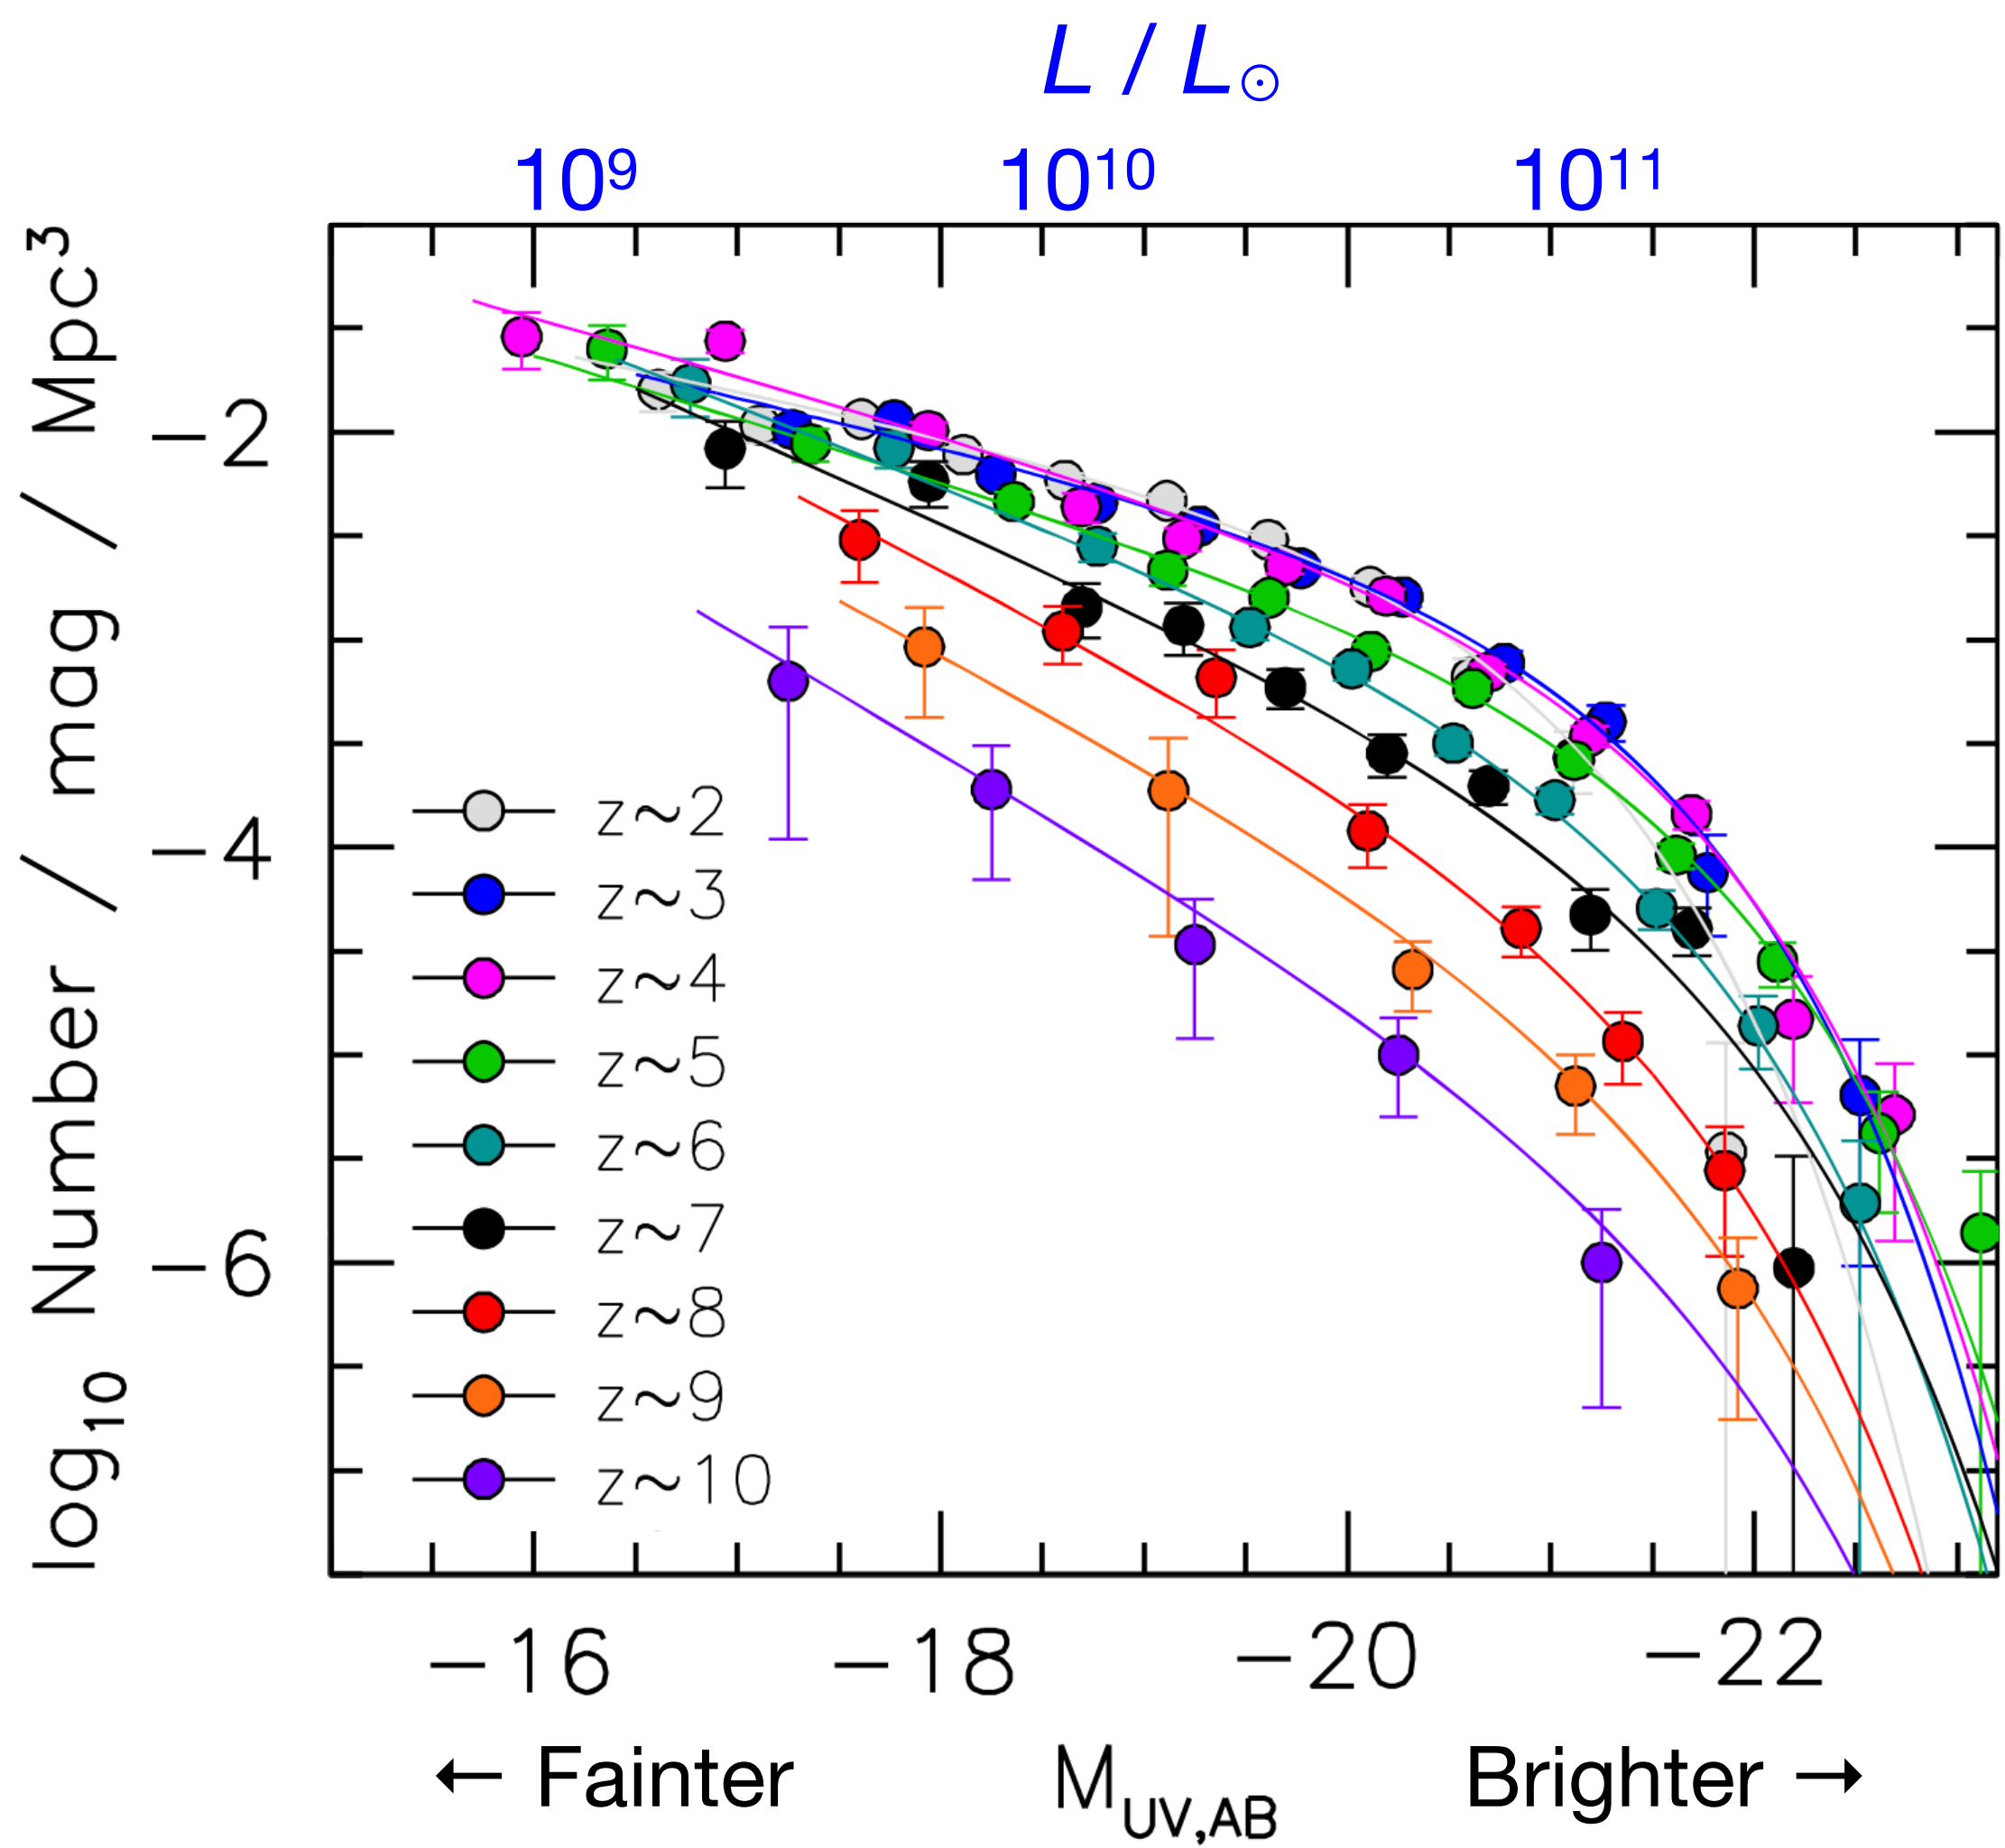 L / L☉
10⁹ 10¹⁰ 10¹¹
log₁₀ Number / mag / Mpc³
−2
−4
−6
z~2
z~3
z~4
z~5
z~6
z~7
z~8
z~9
z~10
−16 −18 −20 −22
← Fainter M_UV,AB Brighter →